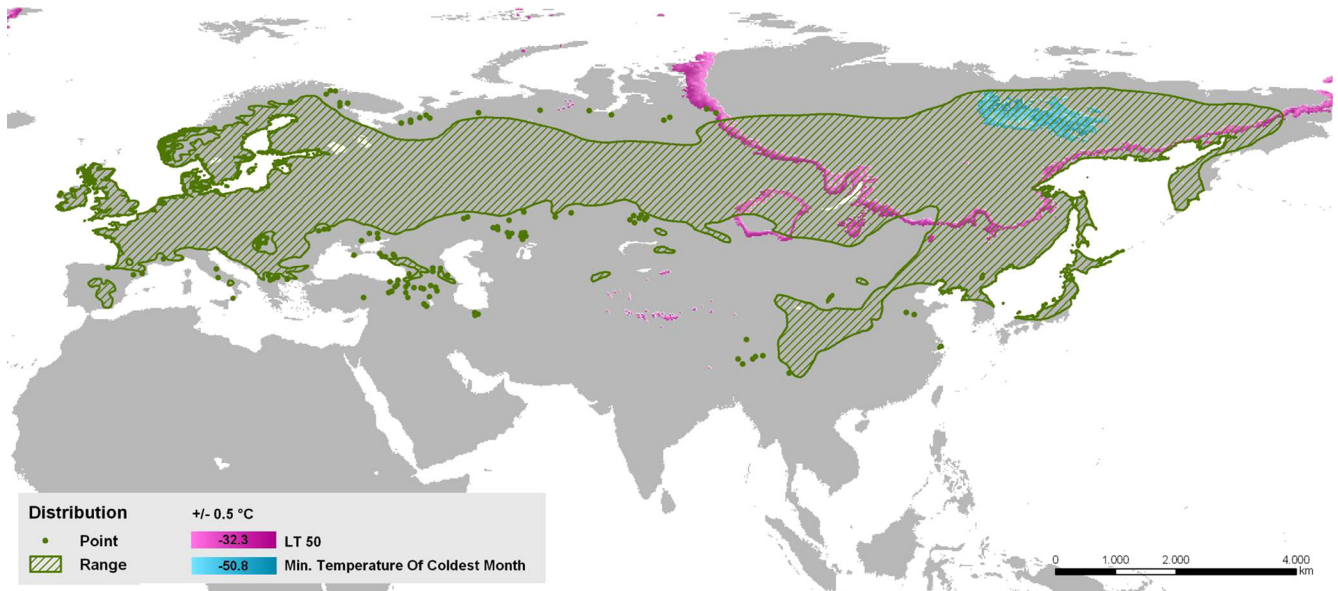 Distribution
+/- 0.5 °C
Point
-32.3
LT 50
Range
-50.8
Min. Temperature Of Coldest Month
0
1.000
2.000
4.000
km